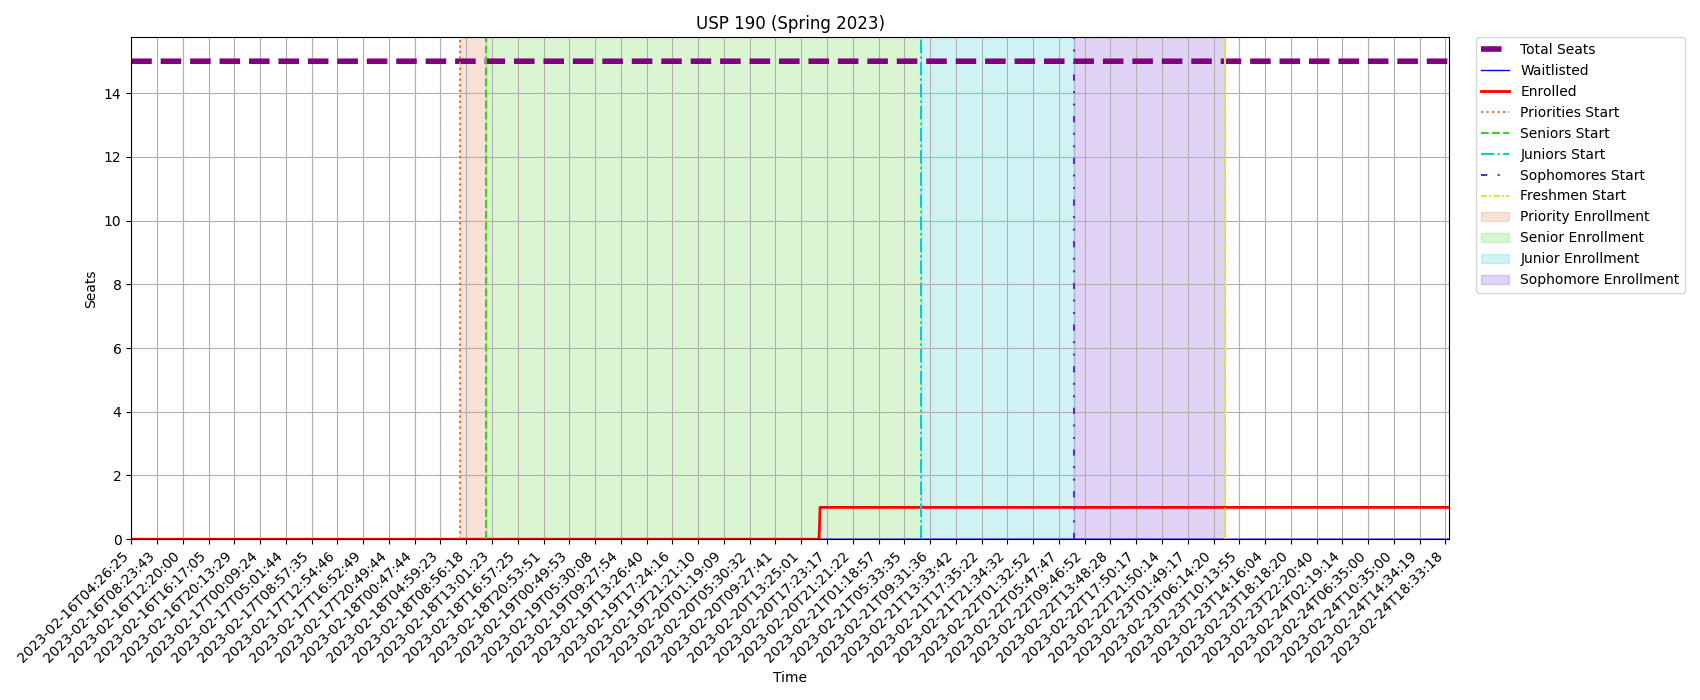 USP 190 (Spring 2023)
Total Seats
Waitlisted
Enrolled
Priorities Start
Seniors Start
Juniors Start
Sophomores Start
Freshmen Start
Priority Enrollment
Senior Enrollment
Junior Enrollment
Sophomore Enrollment
Seats
14
12
10
8
6
4
2
0
2023-02-16T04:26:25
2023-02-16T08:23:43
2023-02-16T12:20:00
2023-02-16T16:17:05
2023-02-16T20:13:29
2023-02-17T00:09:24
2023-02-17T05:01:44
2023-02-17T08:57:35
2023-02-17T12:54:46
2023-02-17T16:52:49
2023-02-17T20:49:44
2023-02-18T00:47:44
2023-02-18T04:59:23
2023-02-18T08:56:18
2023-02-18T13:01:23
2023-02-18T16:57:25
2023-02-18T20:53:51
2023-02-19T00:49:53
2023-02-19T05:30:08
2023-02-19T09:27:54
2023-02-19T13:26:40
2023-02-19T17:24:16
2023-02-19T21:21:10
2023-02-20T01:19:09
2023-02-20T05:30:32
2023-02-20T09:27:41
2023-02-20T13:25:01
2023-02-20T17:23:17
2023-02-20T21:21:22
2023-02-21T01:18:57
2023-02-21T05:33:35
2023-02-21T09:31:36
2023-02-21T13:33:42
2023-02-21T17:35:22
2023-02-21T21:34:32
2023-02-22T01:32:52
2023-02-22T05:47:47
2023-02-22T09:46:52
2023-02-22T13:48:28
2023-02-22T17:50:17
2023-02-22T21:50:14
2023-02-23T01:49:17
2023-02-23T06:14:20
2023-02-23T10:13:55
2023-02-23T14:16:04
2023-02-23T18:18:20
2023-02-23T22:20:40
2023-02-24T02:19:14
2023-02-24T06:35:00
2023-02-24T10:35:00
2023-02-24T14:34:19
2023-02-24T18:33:18
Time